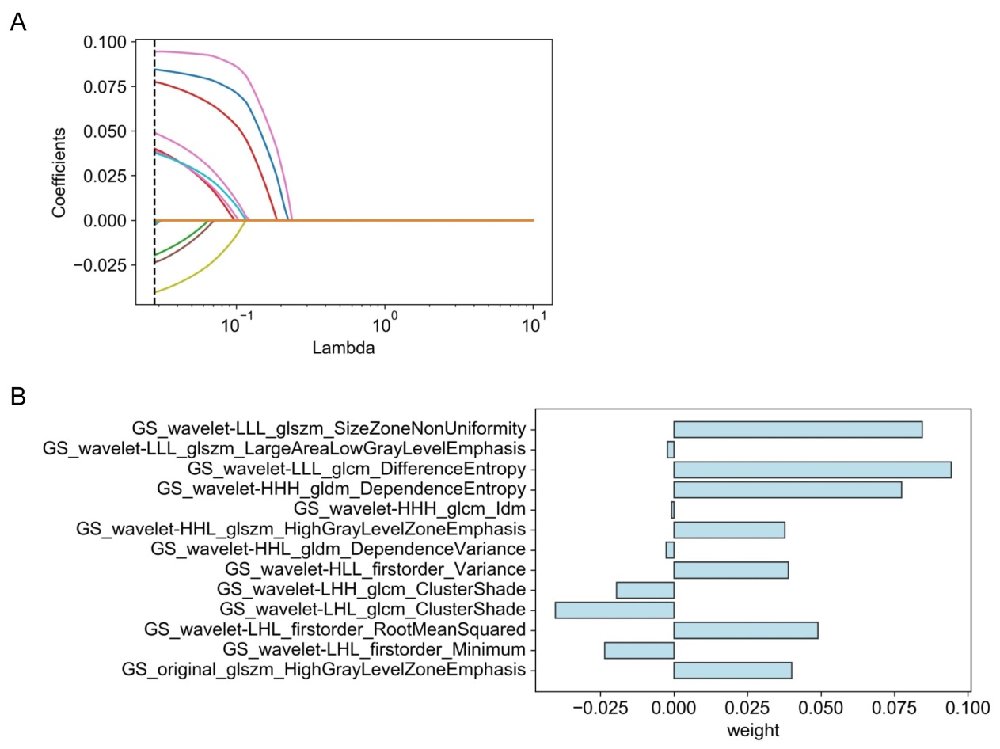 A
0.100
0.075
0.050
0.025
0.000
−0.025
Coefficients
10⁻¹ 10⁰ 10¹
Lambda
B
GS_wavelet-LLL_glszm_SizeZoneNonUniformity
GS_wavelet-LLL_glszm_LargeAreaLowGrayLevelEmphasis
GS_wavelet-LLL_glcm_DifferenceEntropy
GS_wavelet-HHH_gldm_DependenceEntropy
GS_wavelet-HHH_glcm_Idm
GS_wavelet-HHL_glszm_HighGrayLevelZoneEmphasis
GS_wavelet-HHL_gldm_DependenceVariance
GS_wavelet-HLL_firstorder_Variance
GS_wavelet-LHH_glcm_ClusterShade
GS_wavelet-LHL_glcm_ClusterShade
GS_wavelet-LHL_firstorder_RootMeanSquared
GS_wavelet-LHL_firstorder_Minimum
GS_original_glszm_HighGrayLevelZoneEmphasis
−0.025 0.000 0.025 0.050 0.075 0.100
weight